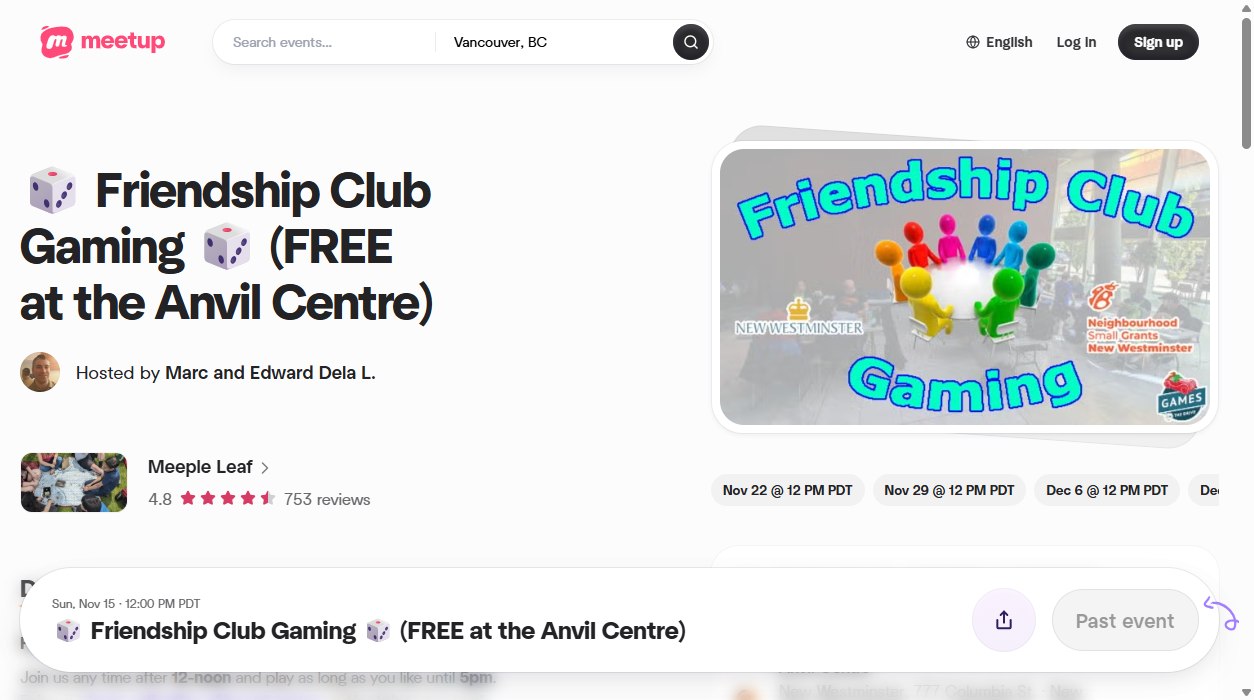 meetup
Search events...
Vancouver, BC
English
Log in
Sign up
Friendship Club
Gaming
(FREE
at the Anvil Centre)
Hosted by Marc and Edward Dela L.
Meeple Leaf
4.8
753 reviews
Friendship Club
NEW WESTMINSTER
Neighbourhood
Small Grants
New Westminster
Gaming
GAMES
Nov 22 @ 12 PM PDT
Nov 29 @ 12 PM PDT
Dec 6 @ 12 PM PDT
Sun, Nov 15 · 12:00 PM PDT
Friendship Club Gaming
(FREE at the Anvil Centre)
Past event
Join us any time after 12-noon and play as long as you like until 5pm.
New Westminster, 777 Columbia St · New